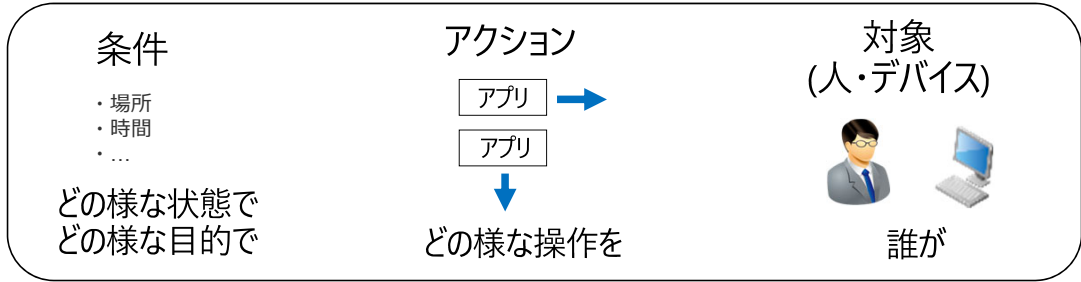 条件
・場所
・時間
・…
どの様な状態で
どの様な目的で
アクション
アプリ
アプリ
どの様な操作を
対象
(人・デバイス)
誰が